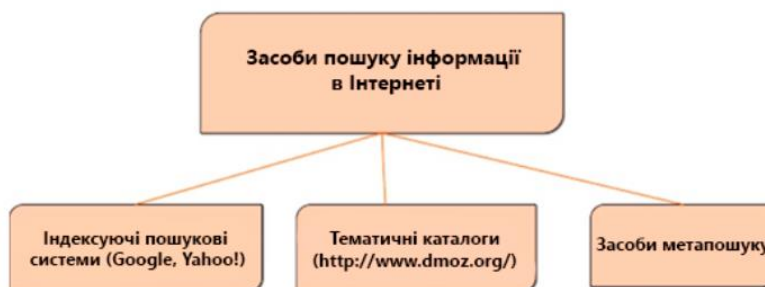 Засоби пошуку інформації
в Інтернеті
Індексуючі пошукові
системи (Google, Yahoo!)
Тематичні каталоги
(http://www.dmoz.org/)
Засоби метапошуку